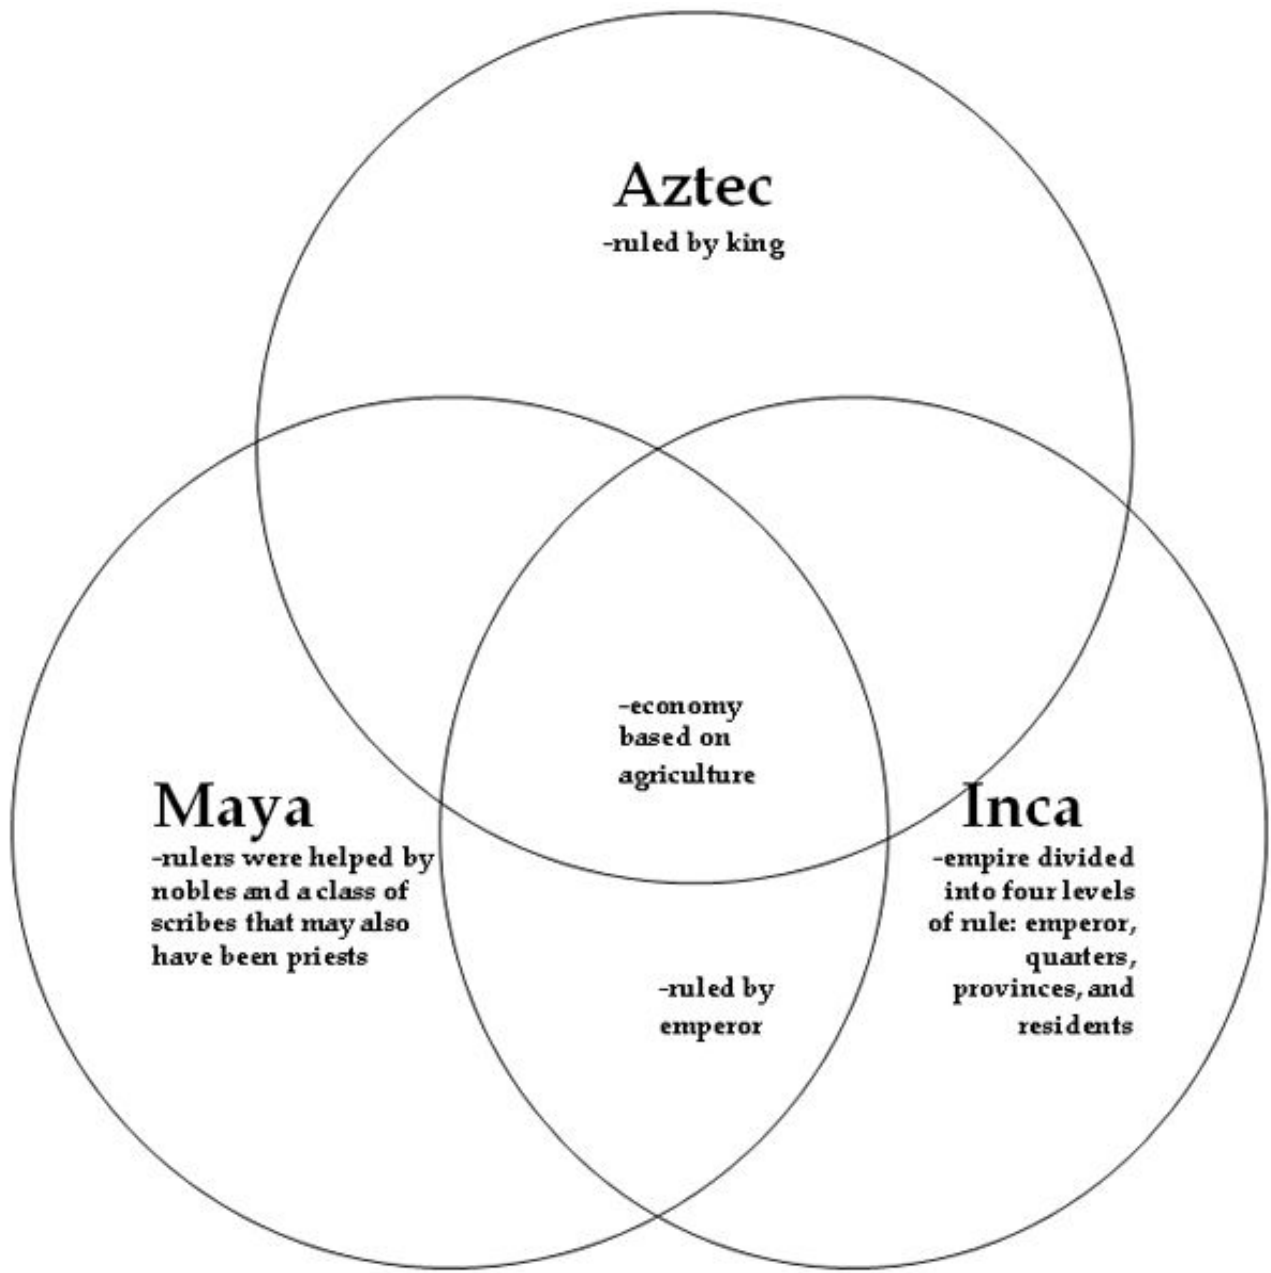 Aztec
-ruled by king
-economy
based on
agriculture
Maya
-rulers were helped by
nobles and a class of
scribes that may also
have been priests
Inca
-empire divided
into four levels
of rule: emperor,
quarters,
provinces, and
residents
-ruled by
emperor